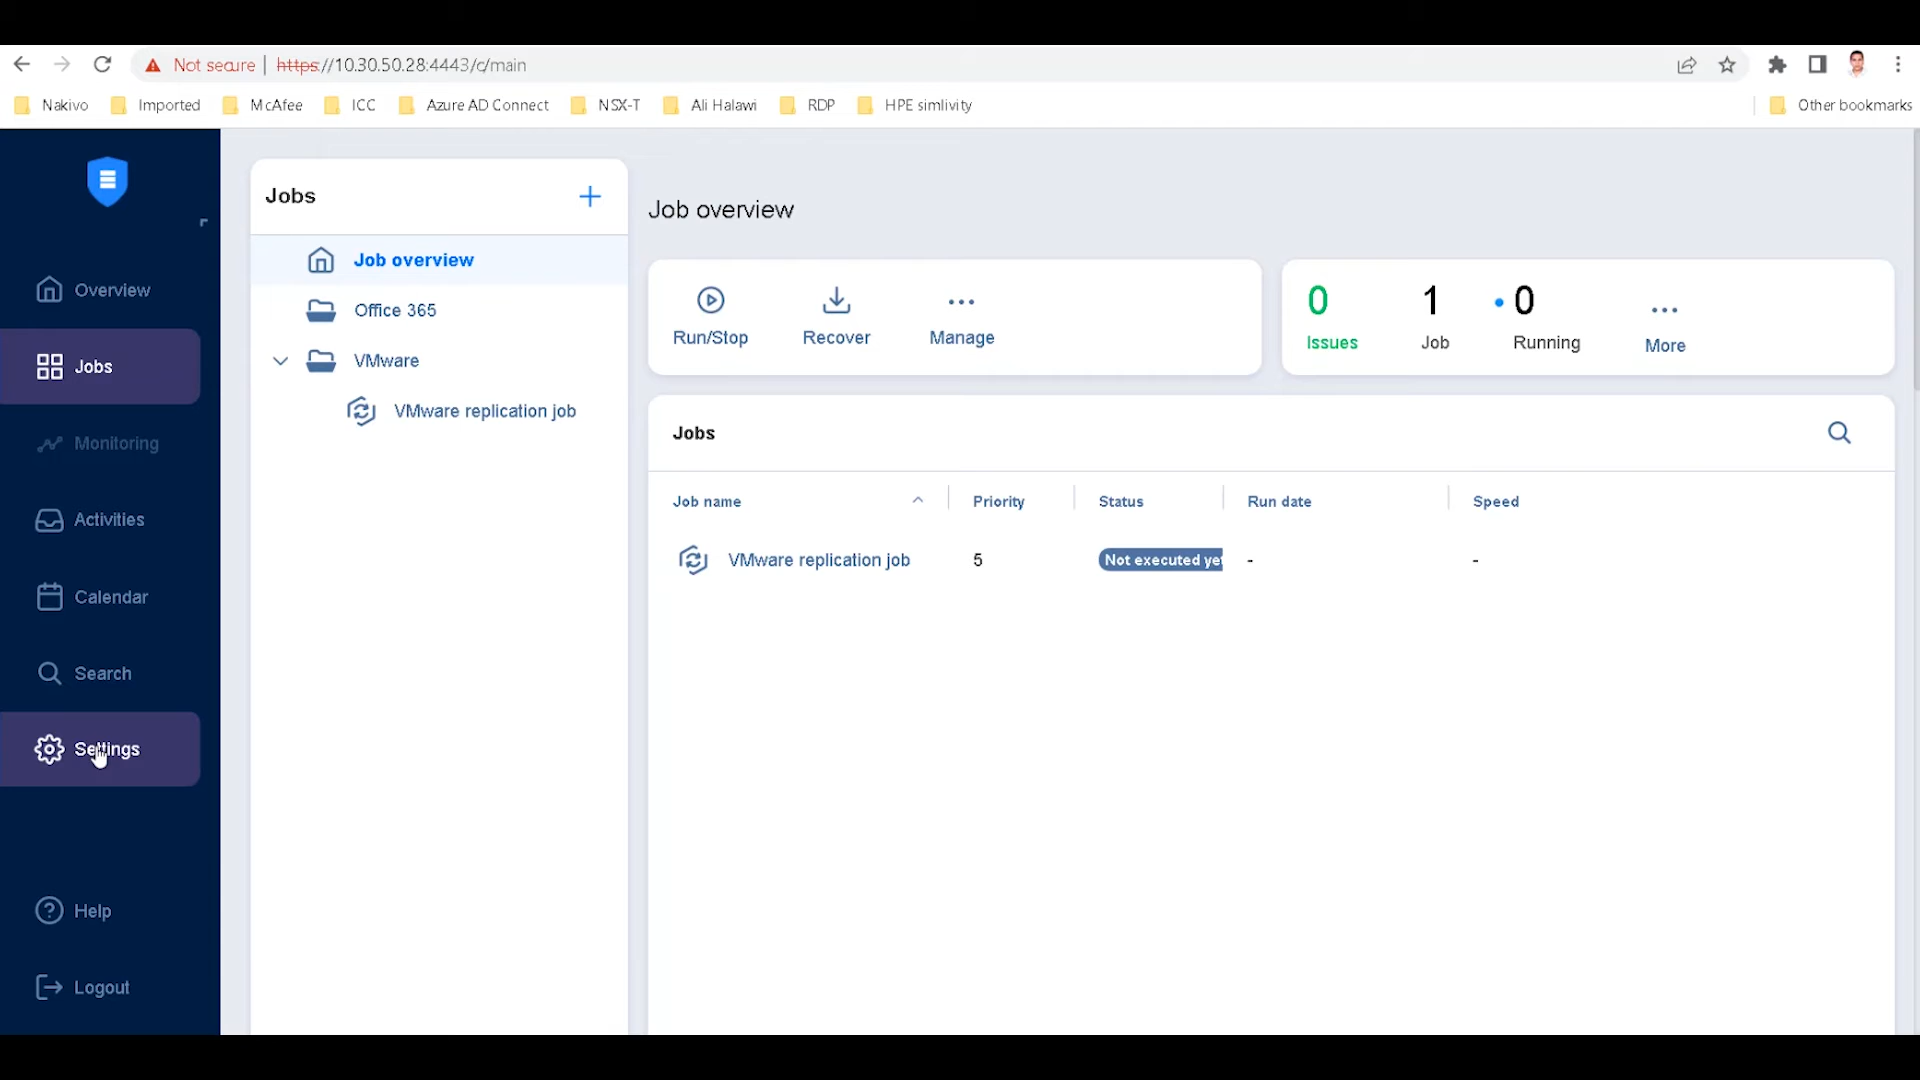 Not secure | https://10.30.50.28:4443/c/main
Nakivo Imported McAfee ICC Azure AD Connect NSX-T Ali Halawi RDP HPE simlivity Other bookmarks
Overview
Jobs
Monitoring
Activities
Calendar
Search
Settings
Help
Logout
Jobs
Job overview
Office 365
VMware
VMware replication job
Job overview
Run/Stop Recover Manage
0 1 0
Issues Job Running More
Jobs
Job name Priority Status Run date Speed
VMware replication job 5 Not executed yet - -